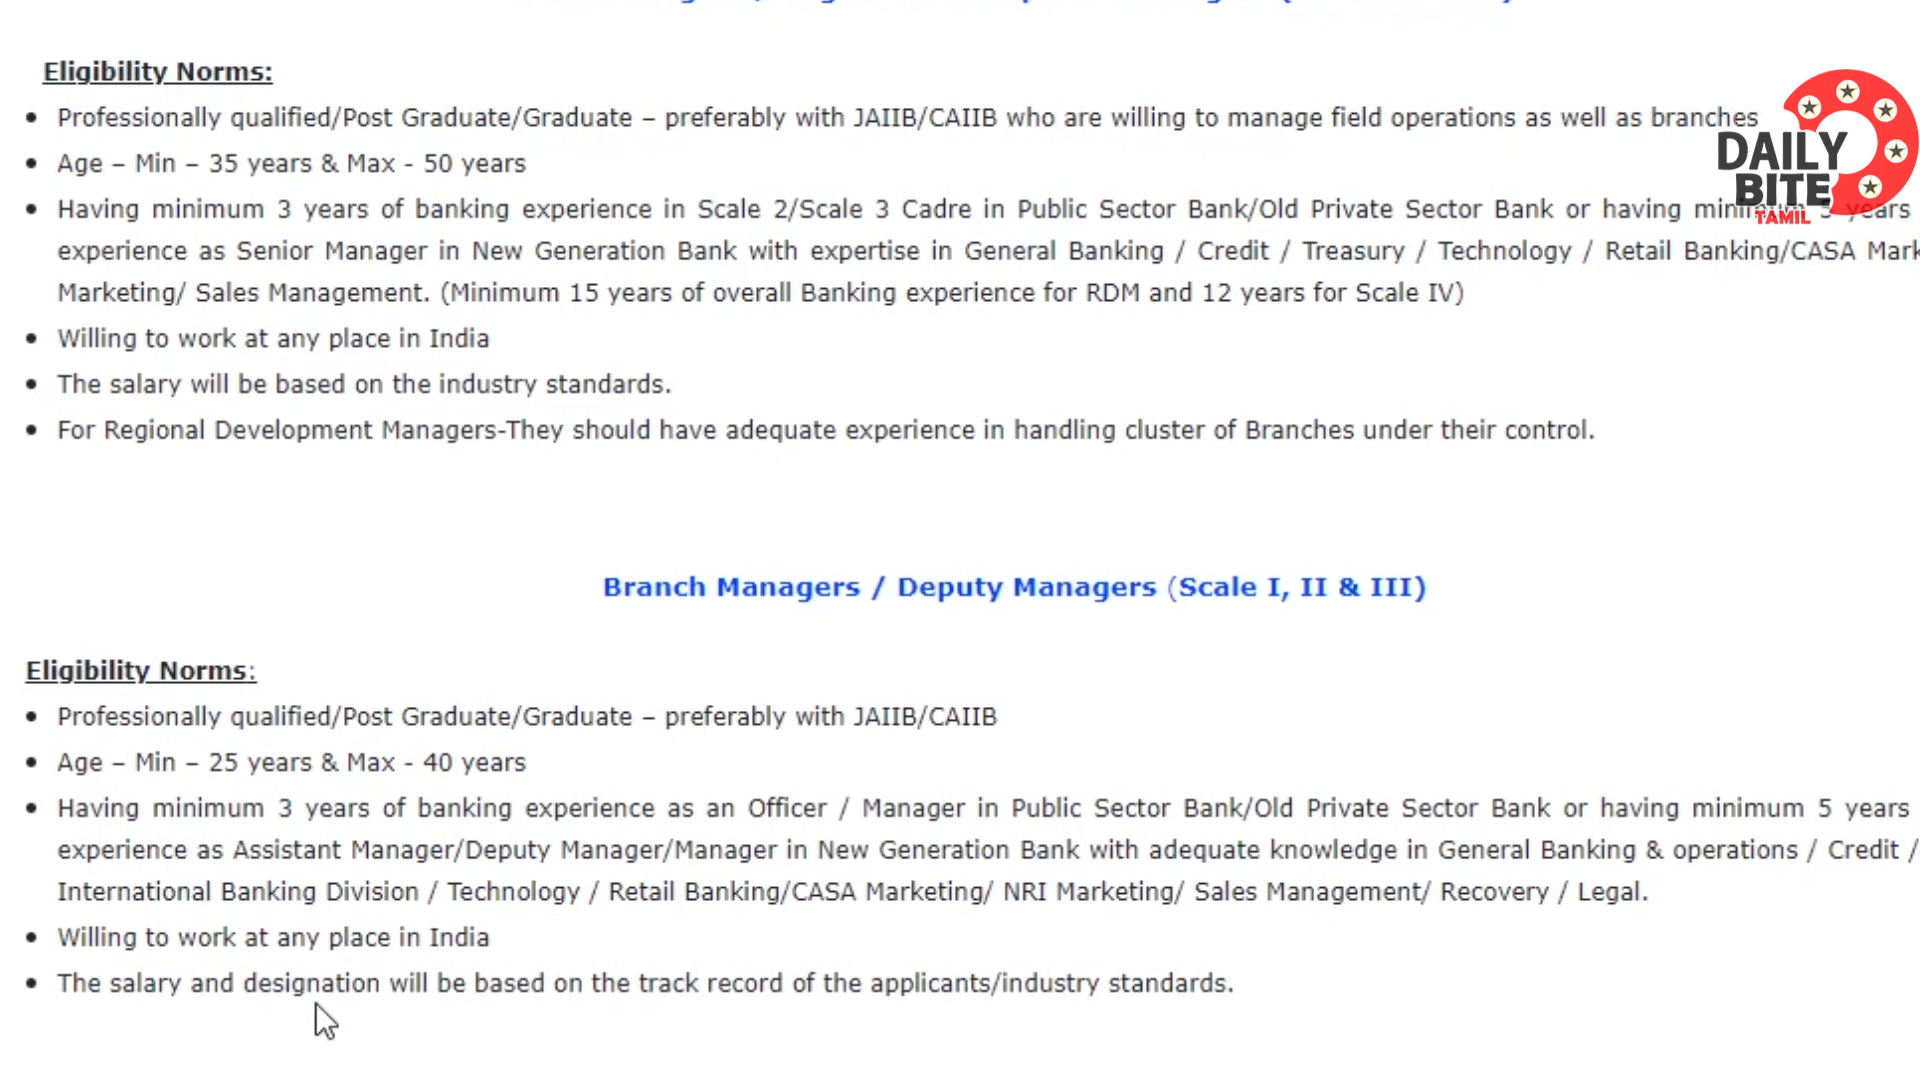 Eligibility Norms:
• Professionally qualified/Post Graduate/Graduate – preferably with JAIIB/CAIIB who are willing to manage field operations as well as branches
• Age – Min – 35 years & Max - 50 years
• Having minimum 3 years of banking experience in Scale 2/Scale 3 Cadre in Public Sector Bank/Old Private Sector Bank or having minimum 5 years
experience as Senior Manager in New Generation Bank with expertise in General Banking / Credit / Treasury / Technology / Retail Banking/CASA Mark
Marketing/ Sales Management. (Minimum 15 years of overall Banking experience for RDM and 12 years for Scale IV)
• Willing to work at any place in India
• The salary will be based on the industry standards.
• For Regional Development Managers-They should have adequate experience in handling cluster of Branches under their control.
DAILY
BITE
TAMIL
Branch Managers / Deputy Managers (Scale I, II & III)
Eligibility Norms:
• Professionally qualified/Post Graduate/Graduate – preferably with JAIIB/CAIIB
• Age – Min – 25 years & Max - 40 years
• Having minimum 3 years of banking experience as an Officer / Manager in Public Sector Bank/Old Private Sector Bank or having minimum 5 years
experience as Assistant Manager/Deputy Manager/Manager in New Generation Bank with adequate knowledge in General Banking & operations / Credit /
International Banking Division / Technology / Retail Banking/CASA Marketing/ NRI Marketing/ Sales Management/ Recovery / Legal.
• Willing to work at any place in India
• The salary and designation will be based on the track record of the applicants/industry standards.